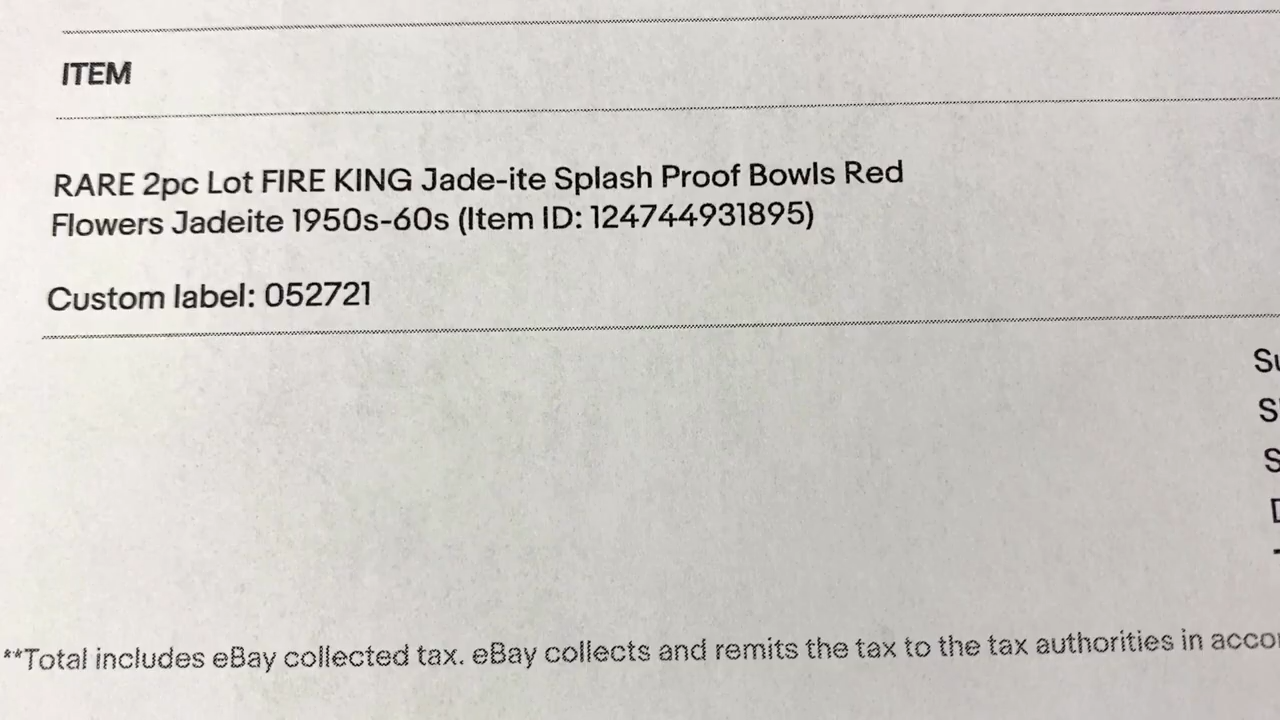 ITEM
RARE 2pc Lot FIRE KING Jade-ite Splash Proof Bowls Red
Flowers Jadeite 1950s-60s (Item ID: 124744931895)
Custom label: 052721
**Total includes eBay collected tax. eBay collects and remits the tax to the tax authorities in